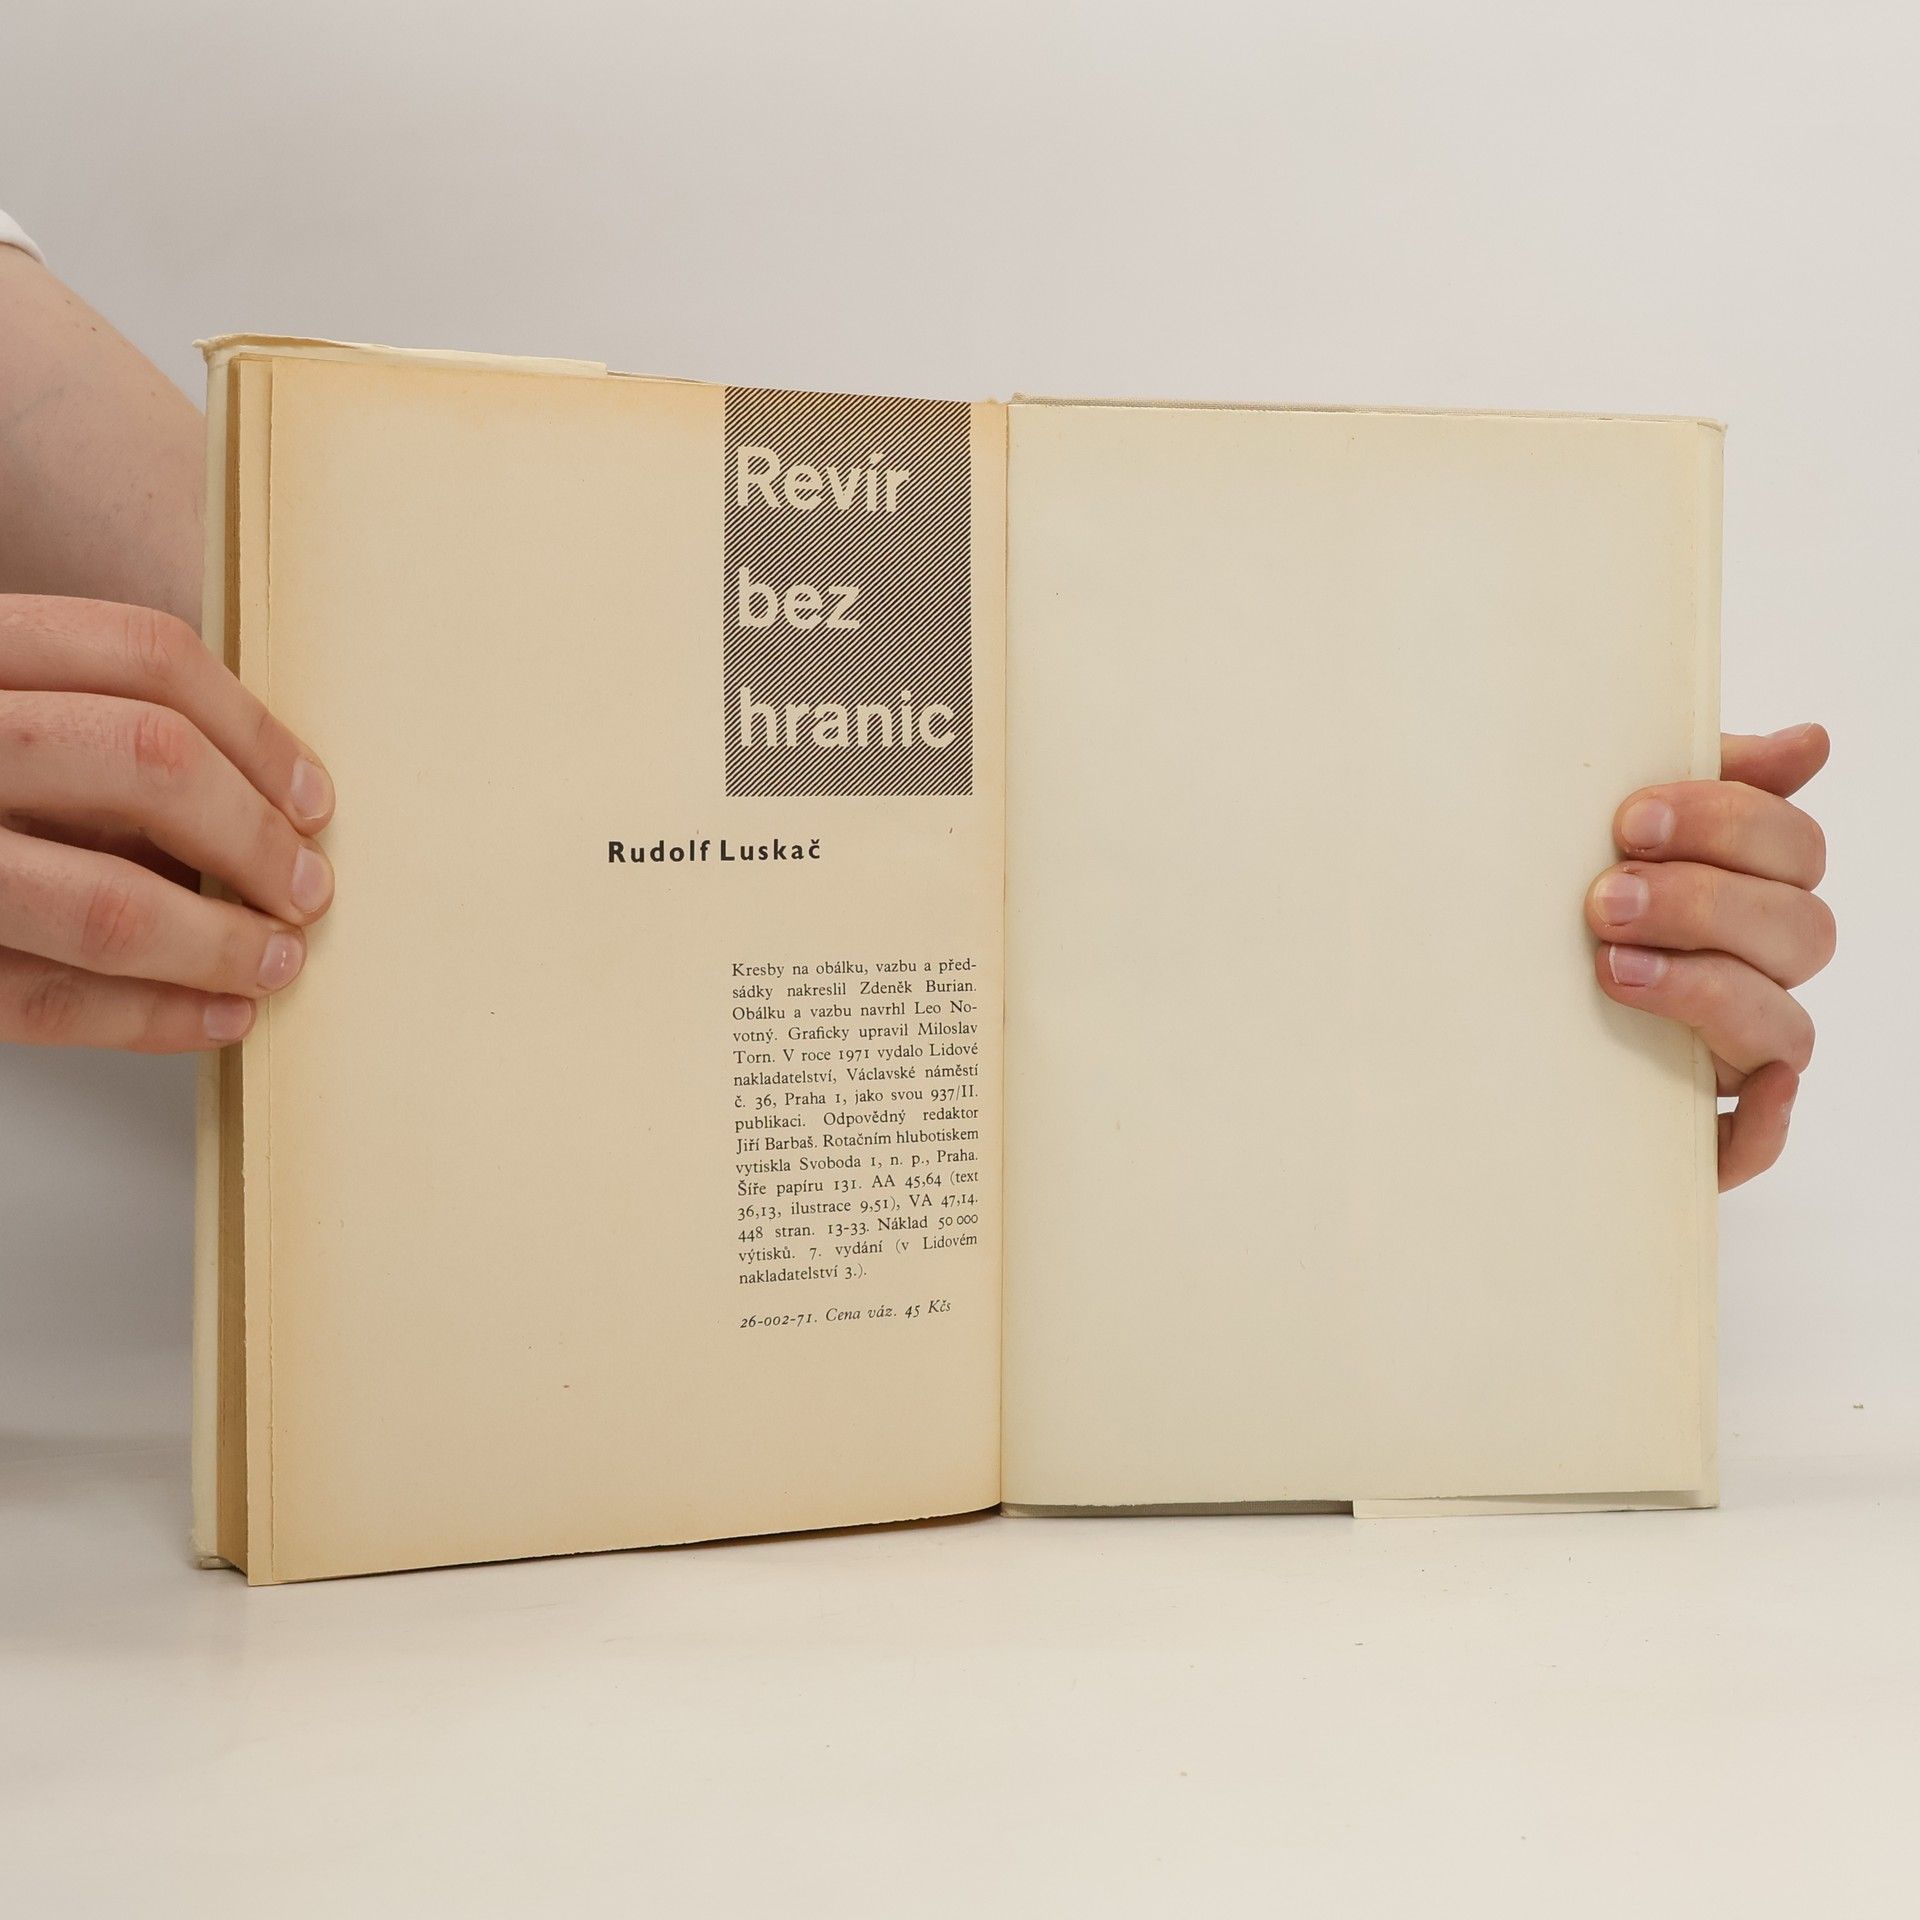 Revír
bez
hranic
Rudolf Luskač
Kresby na obálku, vazbu a před-
sádky nakreslil Zdeněk Burian.
Obálku a vazbu navrhl Leo No-
votný. Graficky upravil Miloslav
Torn. V roce 1971 vydalo Lidové
nakladatelství, Václavské náměstí
č. 36, Praha 1, jako svou 937/II.
publikaci. Odpovědný redaktor
Jiří Barbaš. Rotačním hlubotiskem
vytiskla Svoboda 1, n. p., Praha.
Šíře papíru 131. AA 45,64 (text
36,13, ilustrace 9,51), VA 47,14.
448 stran. 13-33. Náklad 50 000
výtisků. 7. vydání (v Lidovém
nakladatelství 3.).
26-002-71. Cena váz. 45 Kčs